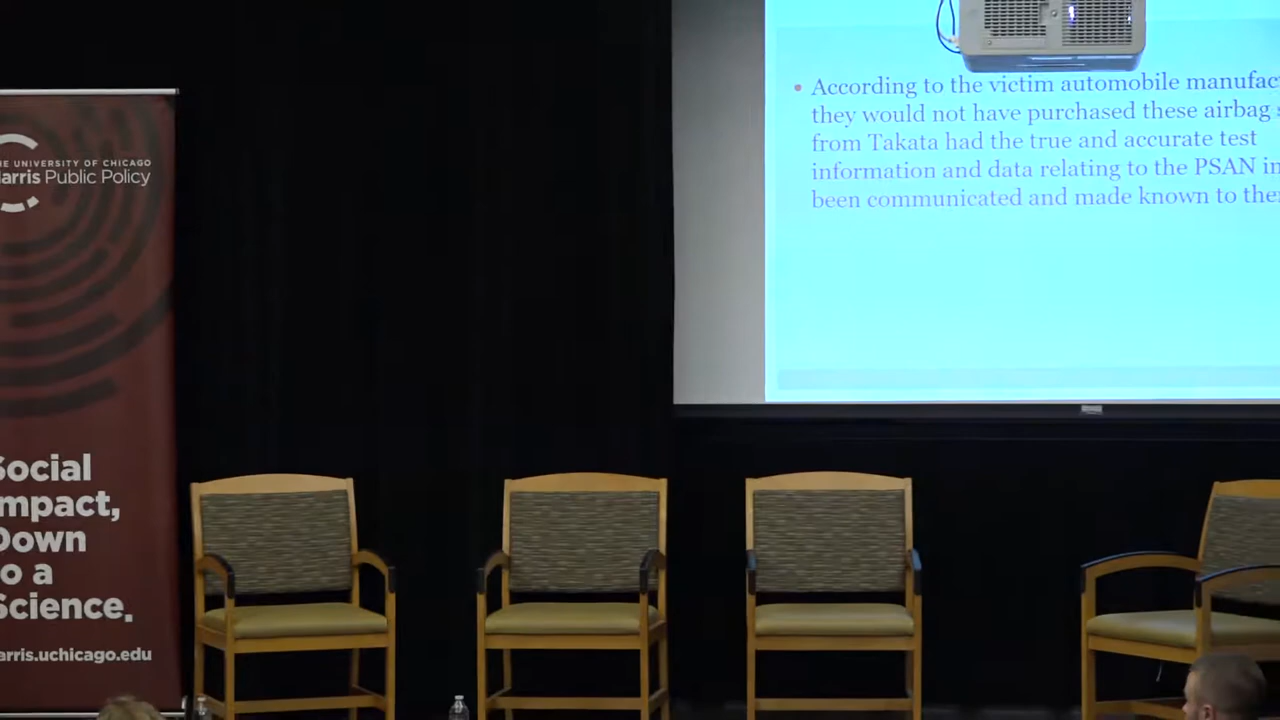 HE UNIVERSITY OF CHICAGO
arris Public Policy
Social
mpact,
Down
o a
Science.
arris.uchicago.edu
• According to the victim automobile manufac
they would not have purchased these airbag s
from Takata had the true and accurate test
information and data relating to the PSAN in
been communicated and made known to the